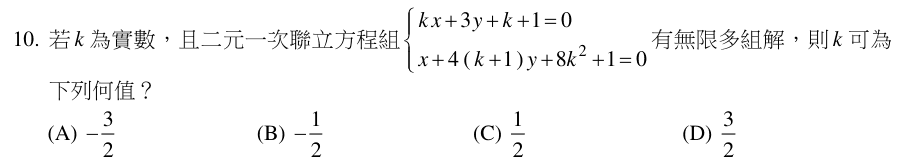 10. 若 k 為實數，且二元一次聯立方程組 { kx+3y+k+1=0
x+4(k+1)y+8k²+1=0 有無限多組解，則 k 可為
下列何值？
(A) −3/2 (B) −1/2 (C) 1/2 (D) 3/2